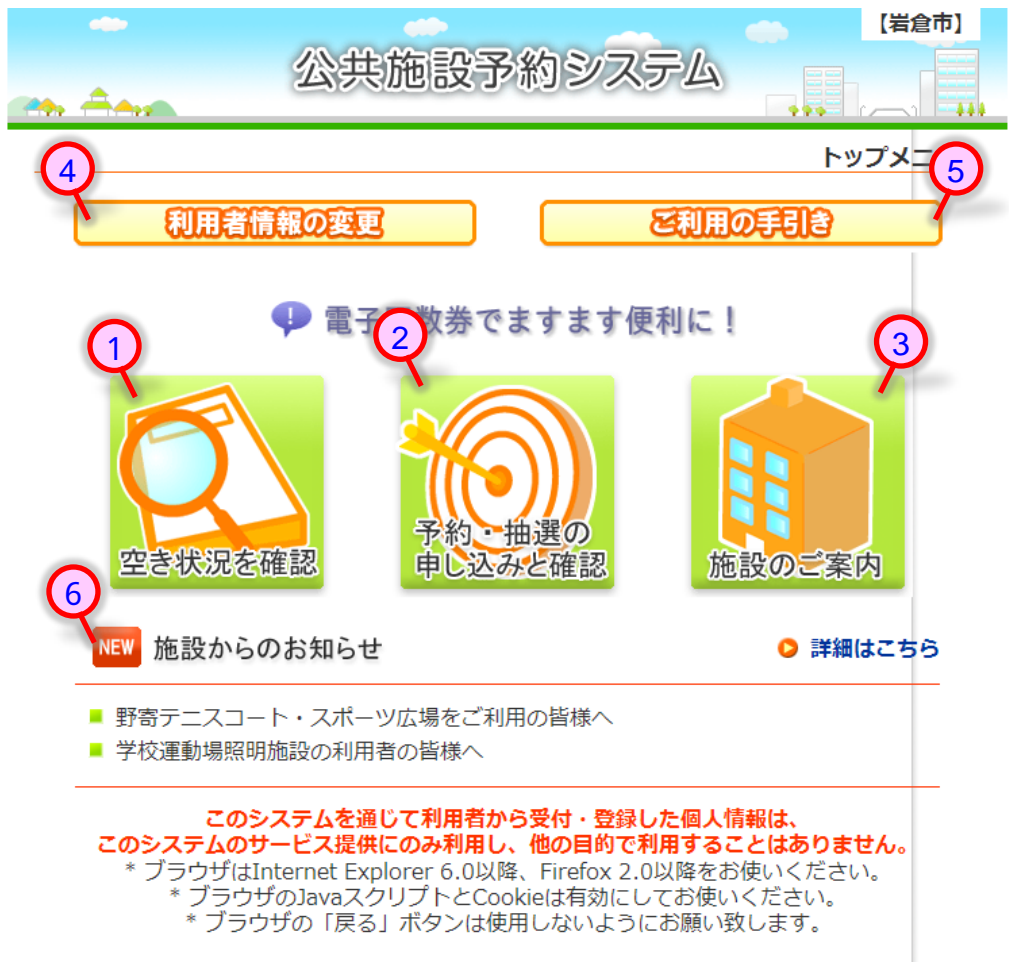 【岩倉市】
公共施設予約システム
トップメニ
4
5
利用者情報の変更
ご利用の手引き
! 電子 数券でますます便利に！
1
2
3
空き状況を確認
予約・抽選の
申し込みと確認
施設のご案内
6
NEW 施設からのお知らせ
詳細はこちら
野寄テニスコート・スポーツ広場をご利用の皆様へ
学校運動場照明施設の利用者の皆様へ
このシステムを通じて利用者から受付・登録した個人情報は、
このシステムのサービス提供にのみ利用し、他の目的で利用することはありません。
* ブラウザはInternet Explorer 6.0以降、Firefox 2.0以降をお使いください。
* ブラウザのJavaスクリプトとCookieは有効にしてお使いください。
* ブラウザの「戻る」ボタンは使用しないようにお願い致します。